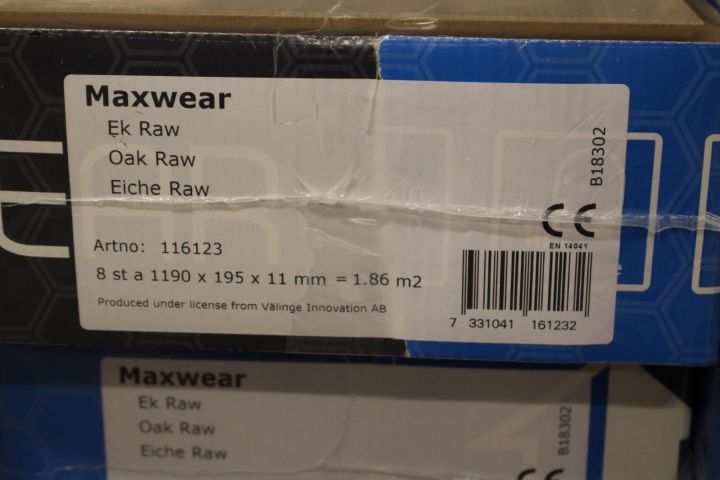 Maxwear
Ek Raw
Oak Raw
Eiche Raw
B18302
CE
EN 14041
Artno: 116123
8 st a 1190 x 195 x 11 mm = 1.86 m2
Produced under license from Välinge Innovation AB
7 331041 161232
Maxwear
Ek Raw
Oak Raw
Eiche Raw
B18302
CE